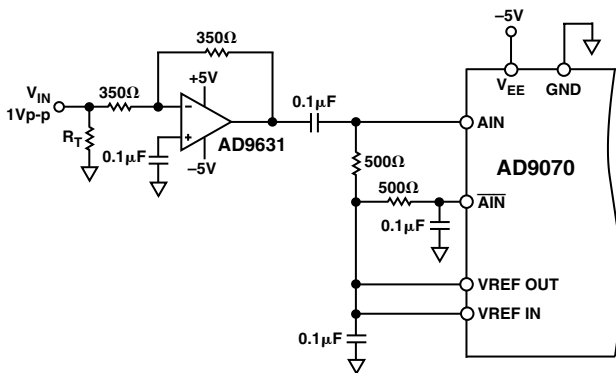 –5V
350Ω
+5V
V_EE
GND
V_IN
350Ω
0.1μF
1Vp-p
–
AIN
R_T
+
AD9631
0.1μF
–5V
500Ω
AD9070
500Ω
A̅I̅N̅
0.1μF
VREF OUT
VREF IN
0.1μF